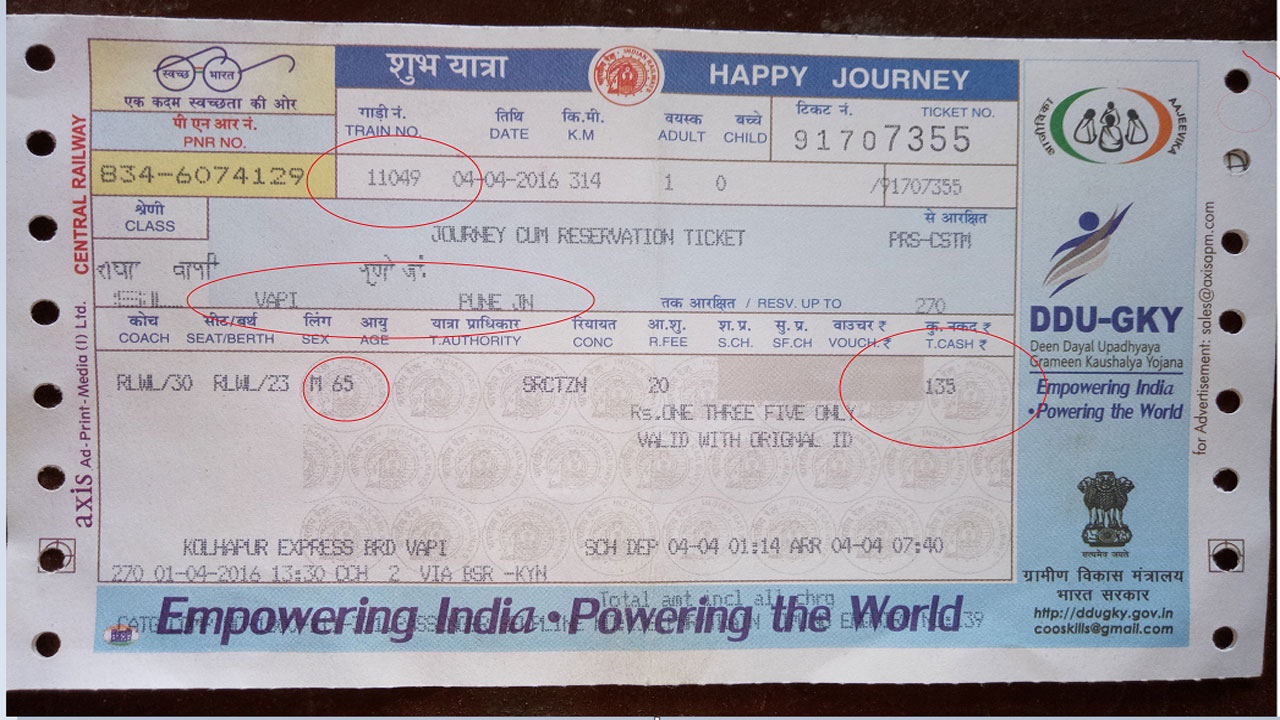 स्वच्छ भारत
एक कदम स्वच्छता की ओर
शुभ यात्रा
INDIAN RAILWAYS
HAPPY JOURNEY
पी एन आर नं.
PNR NO.
गाड़ी नं. तिथि कि.मी. वयस्क बच्चे टिकट नं. TICKET NO.
TRAIN NO. DATE K.M ADULT CHILD 91707355
834-6074129 11049 04-04-2016 314 1 0 /91707355
श्रेणी से आरक्षित
CLASS JOURNEY CUM RESERVATION TICKET PRS-CSTM
वापी पुणे जं.
VAPI PUNE JN तक आरक्षित / RESV. UP TO 270
कोच सीट/बर्थ लिंग आयु यात्रा प्राधिकार रियायत आ.शु. श.प्र. सु.प्र. वाउचर ₹ कु. नकद ₹
COACH SEAT/BERTH SEX AGE T.AUTHORITY CONC R.FEE S.CH. SF.CH VOUCH.₹ T.CASH ₹
RLWL/30 RLWL/23 M 65 SRCTZN 20 135
Rs.ONE THREE FIVE ONLY
VALID WITH ORIGNAL ID
KOLHAPUR EXPRESS BRD VAPI SCH DEP 04-04 01:14 ARR 04-04 07:40
270 01-04-2016 13:30 CCH 2 VIA BSR -KYN
Total amt incl all chrg
Empowering India • Powering the World
CENTRAL RAILWAY
axis Ad-Print-Media (I) Ltd.
आजीविका AAJEEVIKA
DDU-GKY
Deen Dayal Upadhyaya
Grameen Kaushalya Yojana
Empowering India
•Powering the World
सत्यमेव जयते
ग्रामीण विकास मंत्रालय
भारत सरकार
http://ddugky.gov.in
cooskills@gmail.com
for Advertisement: sales@axisapm.com